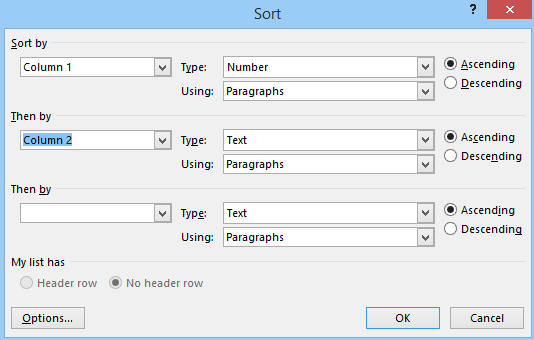 Sort
? ×
Sort by
Column 1 Type: Number Ascending
Using: Paragraphs Descending
Then by
Column 2 Type: Text Ascending
Using: Paragraphs Descending
Then by
Type: Text Ascending
Using: Paragraphs Descending
My list has
Header row No header row
Options... OK Cancel